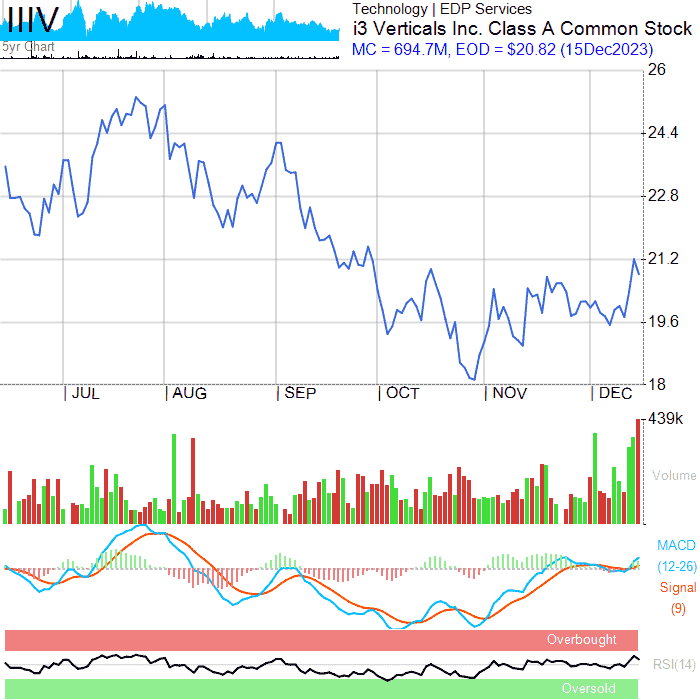 IIIV
5yr Chart
Technology | EDP Services
i3 Verticals Inc. Class A Common Stock
MC = 694.7M, EOD = $20.82 (15Dec2023)
26
24.4
22.8
21.2
19.6
18
JUL
AUG
SEP
OCT
NOV
DEC
439k
Volume
MACD
(12-26)
Signal
(9)
Overbought
RSI(14)
Oversold